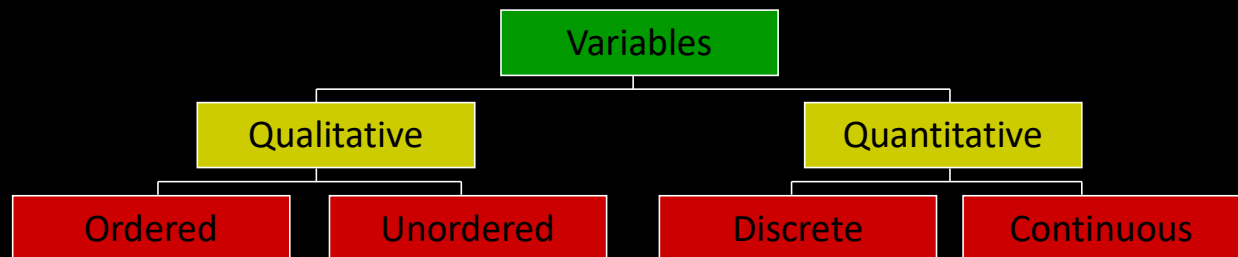 Variables
Qualitative
Quantitative
Ordered
Unordered
Discrete
Continuous